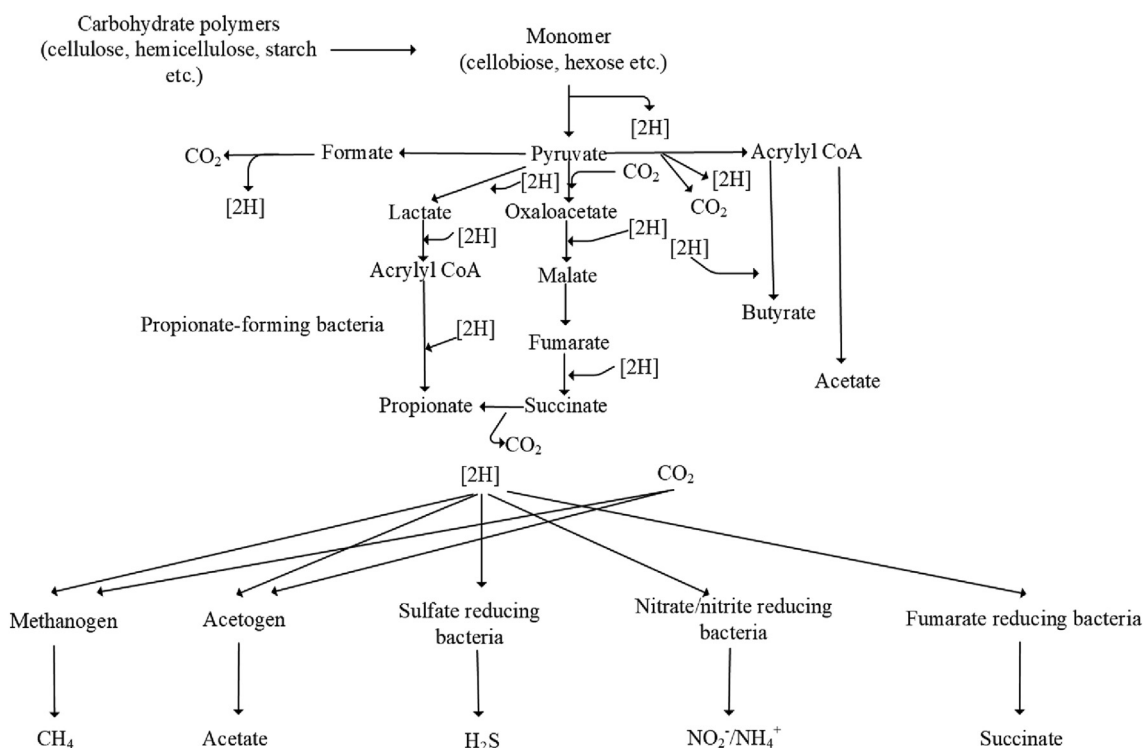 Carbohydrate polymers
(cellulose, hemicellulose, starch
etc.)
Monomer
(cellobiose, hexose etc.)
[2H]
CO₂
Formate
Pyruvate
Acrylyl CoA
[2H]
[2H]
CO₂
[2H]
CO₂
Lactate
Oxaloacetate
[2H]
[2H]
[2H]
Acrylyl CoA
Malate
Butyrate
Propionate-forming bacteria
[2H]
Fumarate
[2H]
Acetate
Propionate
Succinate
CO₂
[2H]
CO₂
Methanogen
Acetogen
Sulfate reducing
bacteria
Nitrate/nitrite reducing
bacteria
Fumarate reducing bacteria
CH₄
Acetate
H₂S
NO₂⁻/NH₄⁺
Succinate